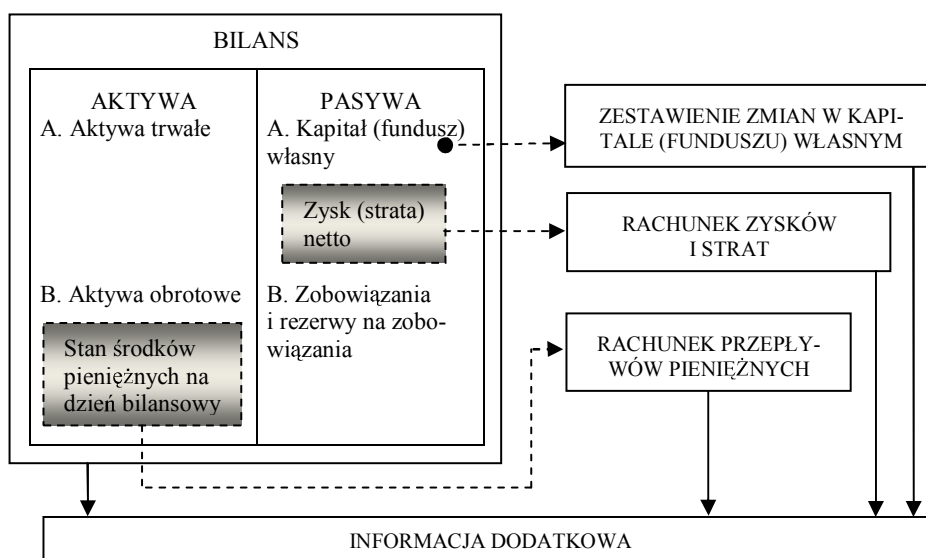 BILANS
AKTYWA
A. Aktywa trwałe
B. Aktywa obrotowe
Stan środków
pieniężnych na
dzień bilansowy
PASYWA
A. Kapitał (fundusz)
własny
Zysk (strata)
netto
B. Zobowiązania
i rezerwy na zobo-
wiązania
ZESTAWIENIE ZMIAN W KAPI-
TALE (FUNDUSZU) WŁASNYM
RACHUNEK ZYSKÓW
I STRAT
RACHUNEK PRZEPŁY-
WÓW PIENIĘŻNYCH
INFORMACJA DODATKOWA